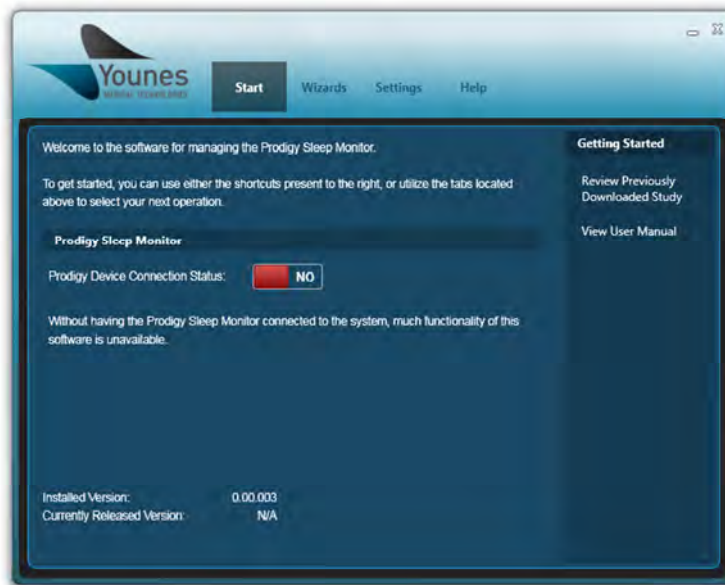 Younes
MEDICAL TECHNOLOGIES
Start
Wizards
Settings
Help
Welcome to the software for managing the Prodigy Sleep Monitor.
To get started, you can use either the shortcuts present to the right, or utilize the tabs located
above to select your next operation.
Prodigy Sleep Monitor
Prodigy Device Connection Status:
NO
Without having the Prodigy Sleep Monitor connected to the system, much functionality of this
software is unavailable.
Installed Version:
0.00.003
Currently Released Version:
N/A
Getting Started
Review Previously
Downloaded Study
View User Manual